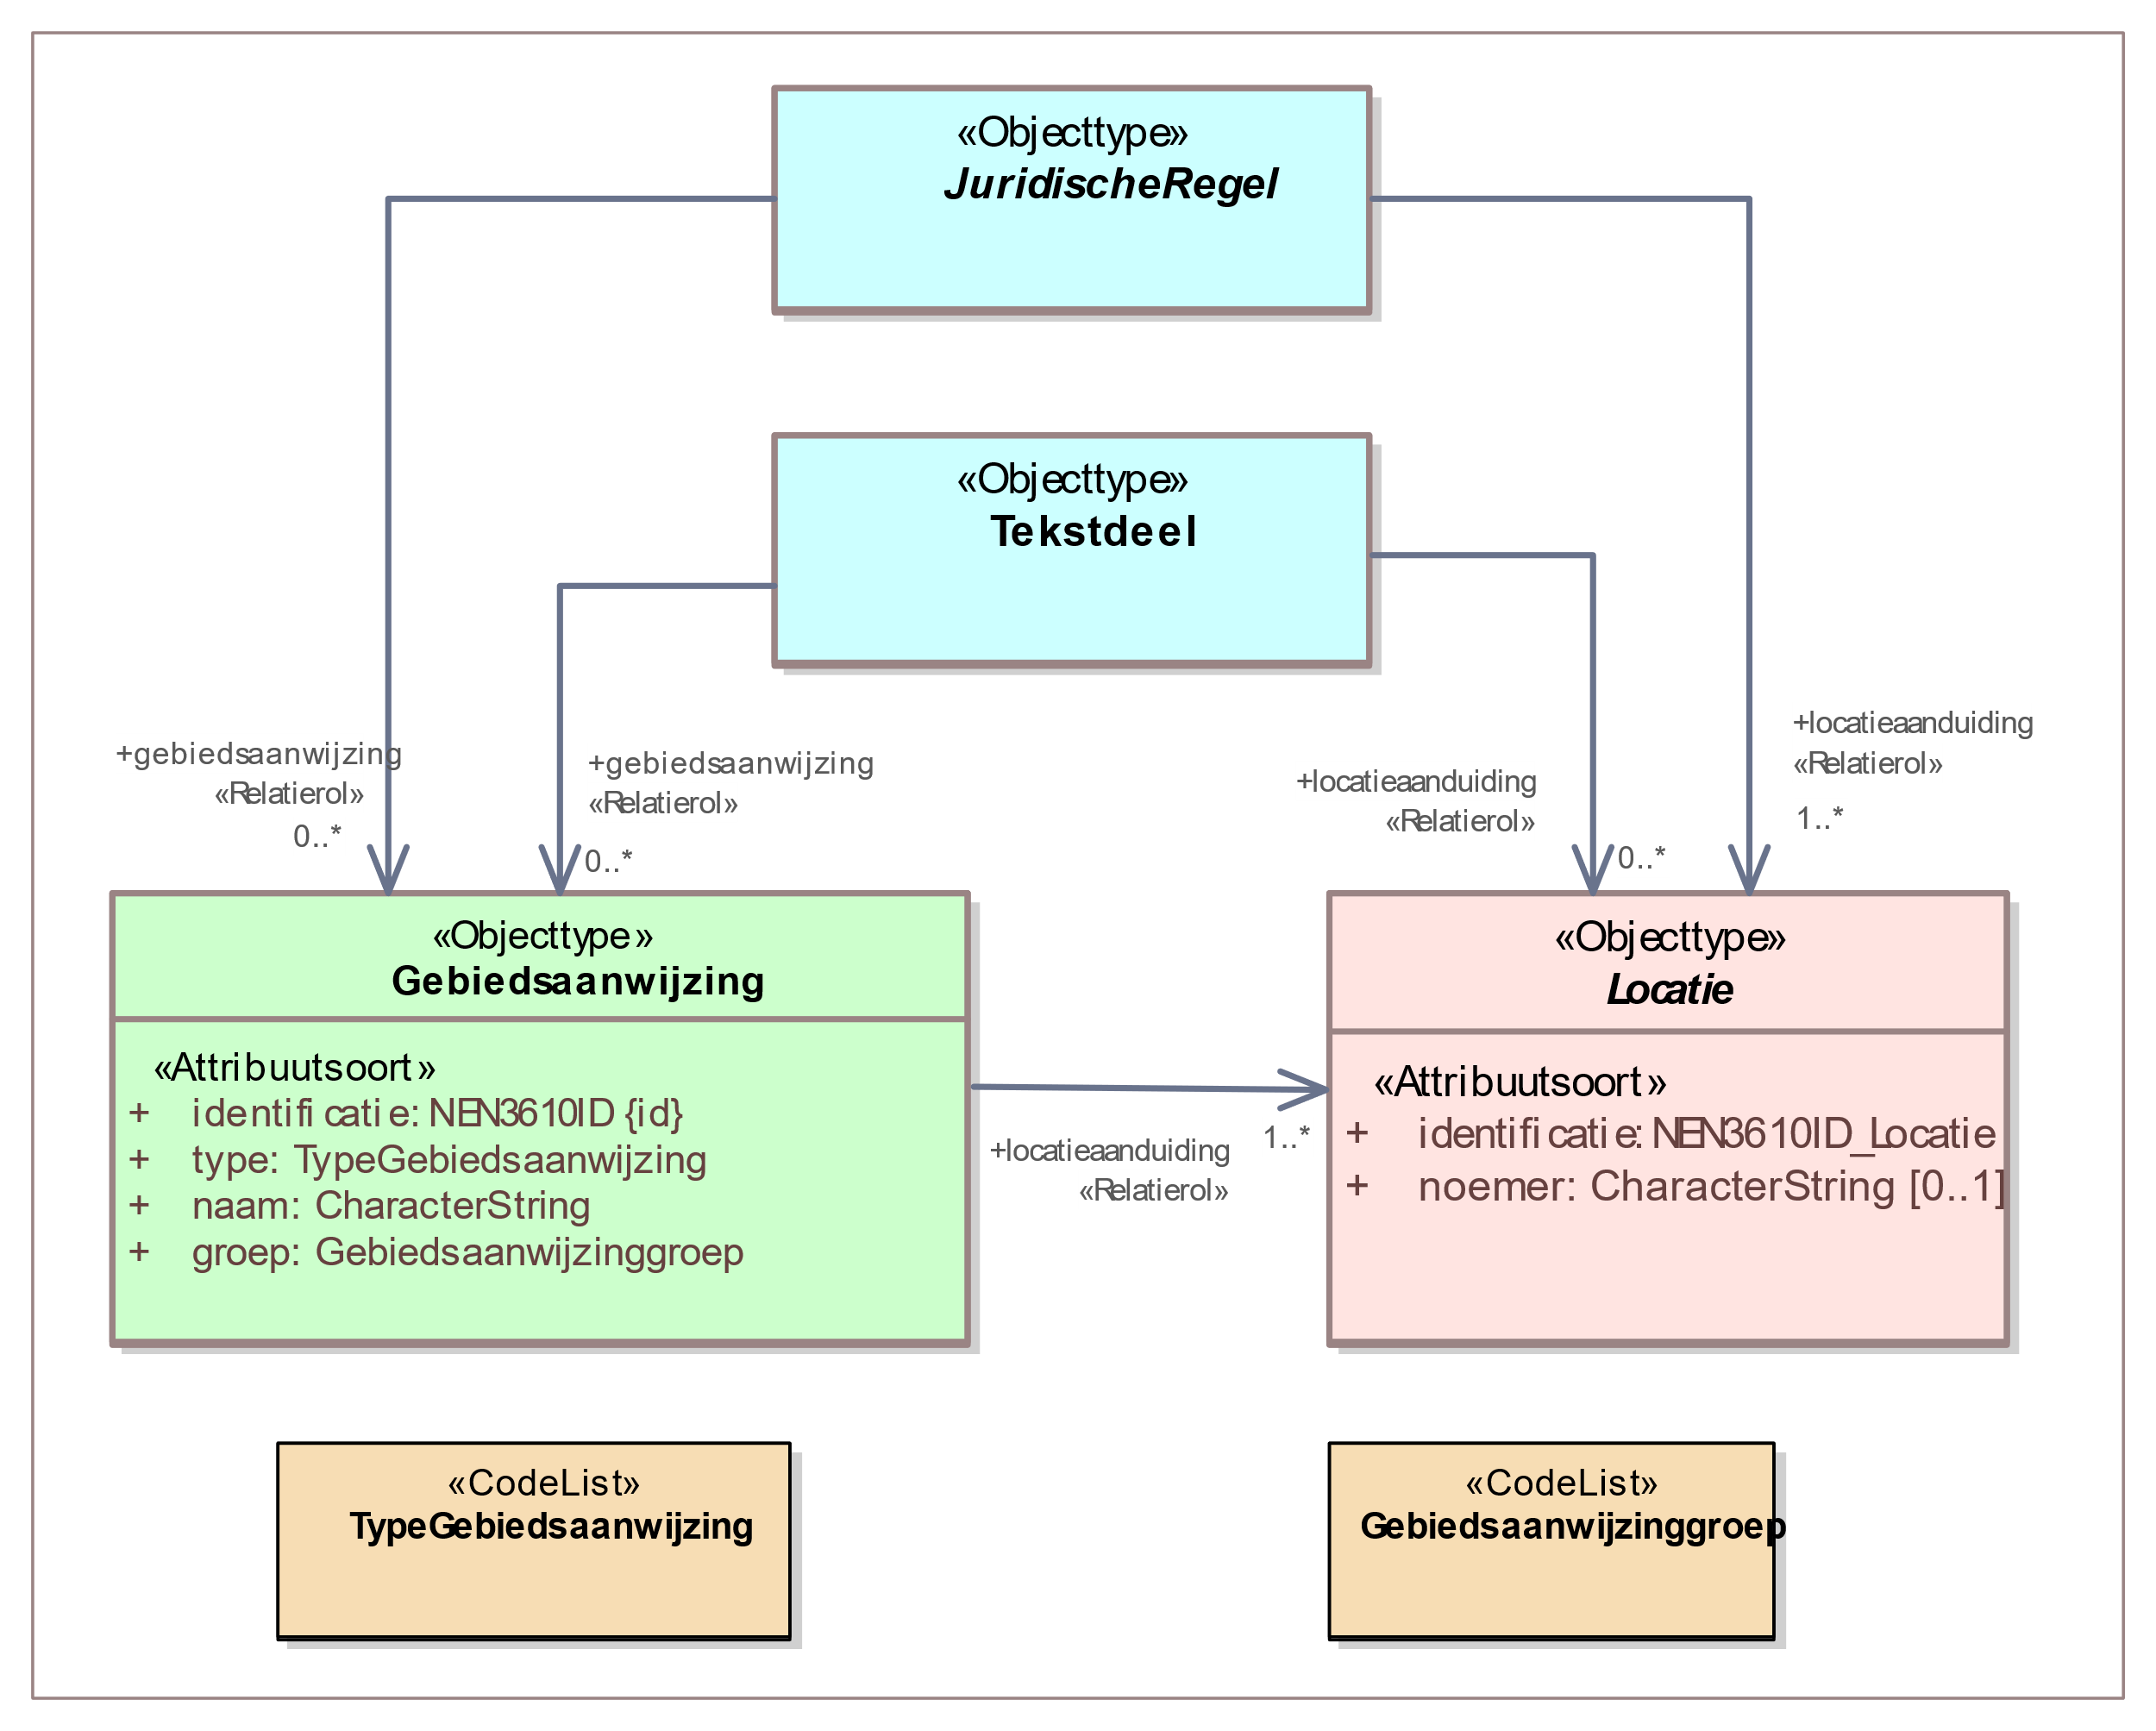 «Objecttype»
JuridischeRegel
«Objecttype»
Tekstdeel
+gebiedsaanwijzing
«Relatierol»
0..*
+gebiedsaanwijzing
«Relatierol»
0..*
+locatieaanduiding
«Relatierol»
0..*
+locatieaanduiding
«Relatierol»
1..*
«Objecttype»
Gebiedsaanwijzing
«Attribuutsoort»
+ identificatie: NEN3610ID {id}
+ type: TypeGebiedsaanwijzing
+ naam: CharacterString
+ groep: Gebiedsaanwijzinggroep
+locatieaanduiding
«Relatierol»
1..*
«Objecttype»
Locatie
«Attribuutsoort»
+ identificatie: NEN3610ID_Locatie
+ noemer: CharacterString [0..1]
«CodeList»
TypeGebiedsaanwijzing
«CodeList»
Gebiedsaanwijzinggroep